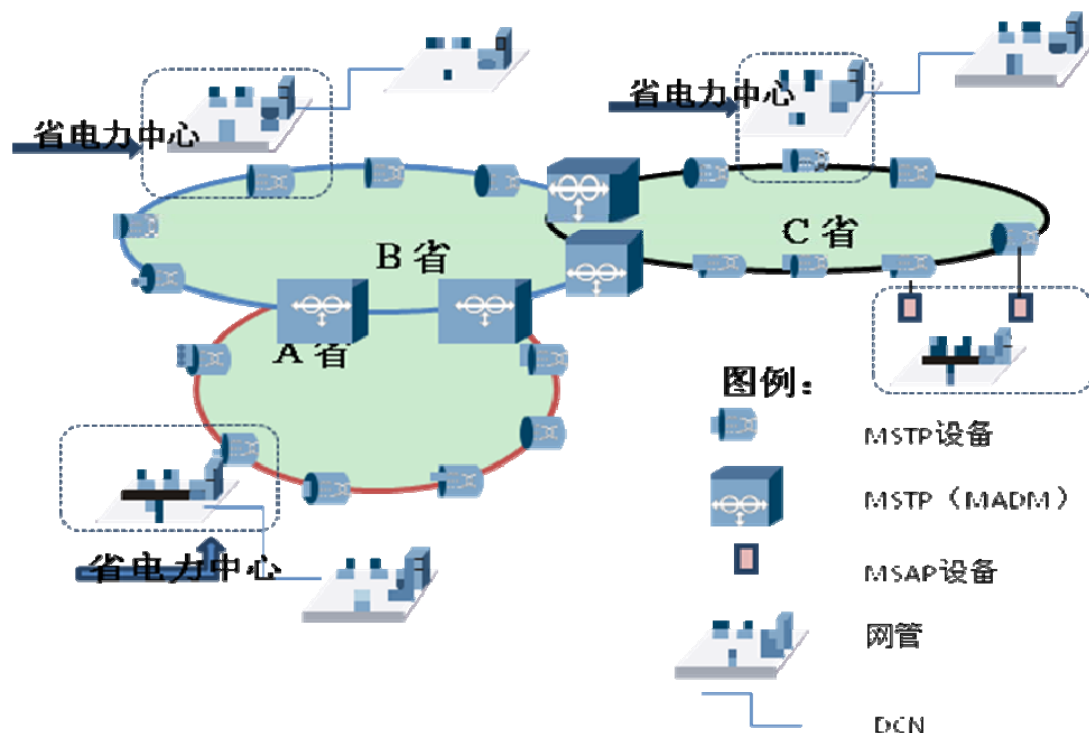 省电力中心
省电力中心
B 省
C 省
A 省
省电力中心
图例：
MSTP设备
MSTP（MADM）
MSAP设备
网管
DCN